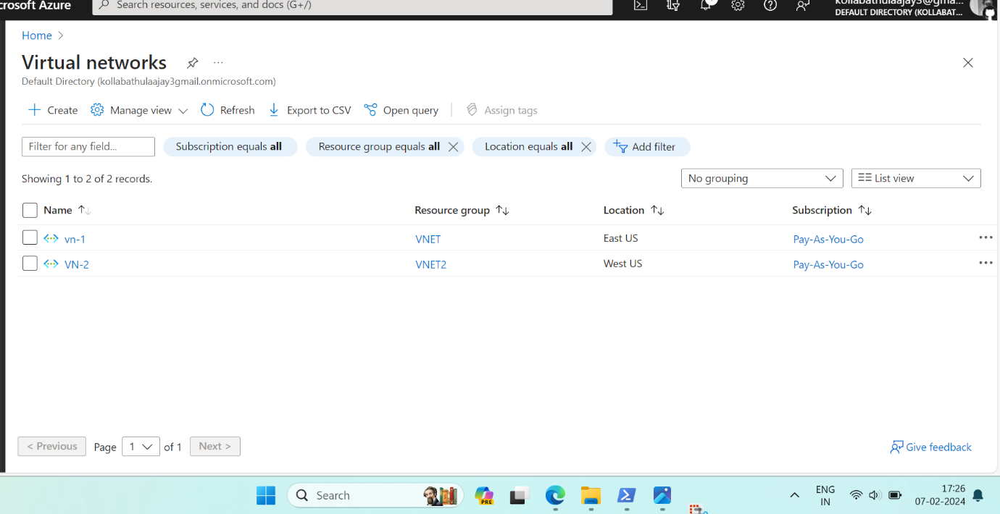 crosoft Azure
Search resources, services, and docs (G+/)
kollabathulaajay3@gma...
DEFAULT DIRECTORY (KOLLABAT...
Home
Virtual networks
...
Default Directory (kollabathulaajay3gmail.onmicrosoft.com)
Create Manage view Refresh Export to CSV Open query Assign tags
Filter for any field... Subscription equals all Resource group equals all Location equals all Add filter
Showing 1 to 2 of 2 records. No grouping List view
Name Resource group Location Subscription
vn-1 VNET East US Pay-As-You-Go ...
VN-2 VNET2 West US Pay-As-You-Go ...
< Previous Page 1 of 1 Next > Give feedback
Search PRE ENG 17:26
IN 07-02-2024